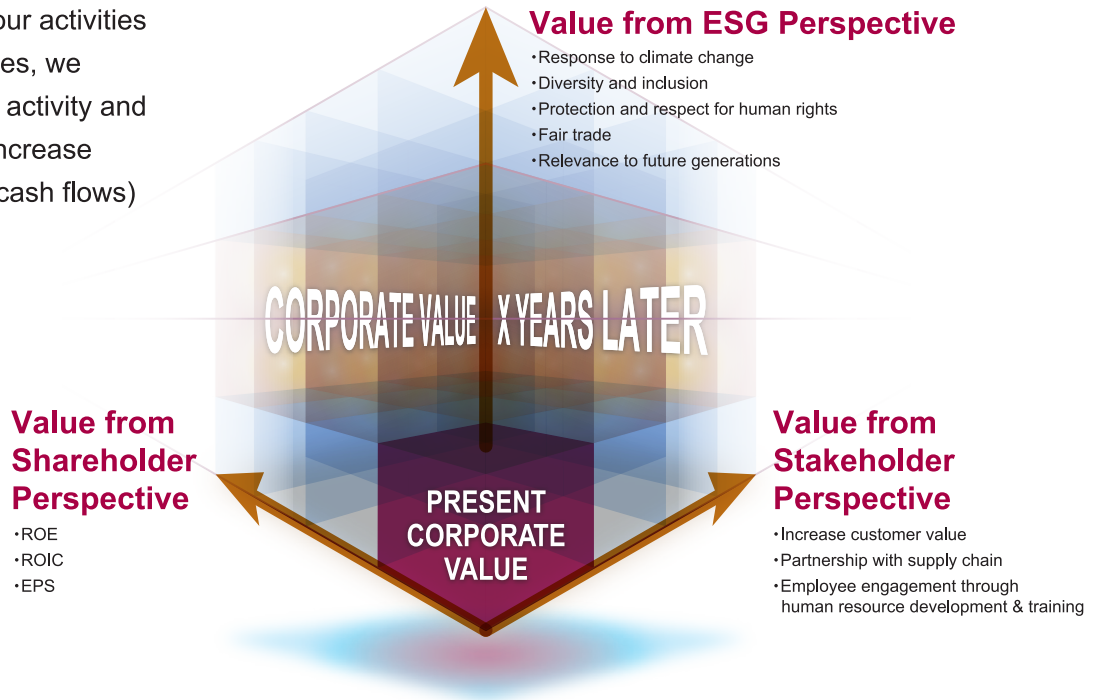 our activities
es, we
activity and
ncrease
cash flows)
Value from ESG Perspective
・Response to climate change
・Diversity and inclusion
・Protection and respect for human rights
・Fair trade
・Relevance to future generations
CORPORATE VALUE X YEARS LATER
Value from
Shareholder
Perspective
・ROE
・ROIC
・EPS
PRESENT
CORPORATE
VALUE
Value from
Stakeholder
Perspective
・Increase customer value
・Partnership with supply chain
・Employee engagement through
human resource development & training